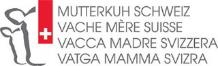 MUTTERKUH SCHWEIZ
VACHE MÈRE SUISSE
VACCA MADRE SVIZZERA
VATGA MAMMA SVIZRA